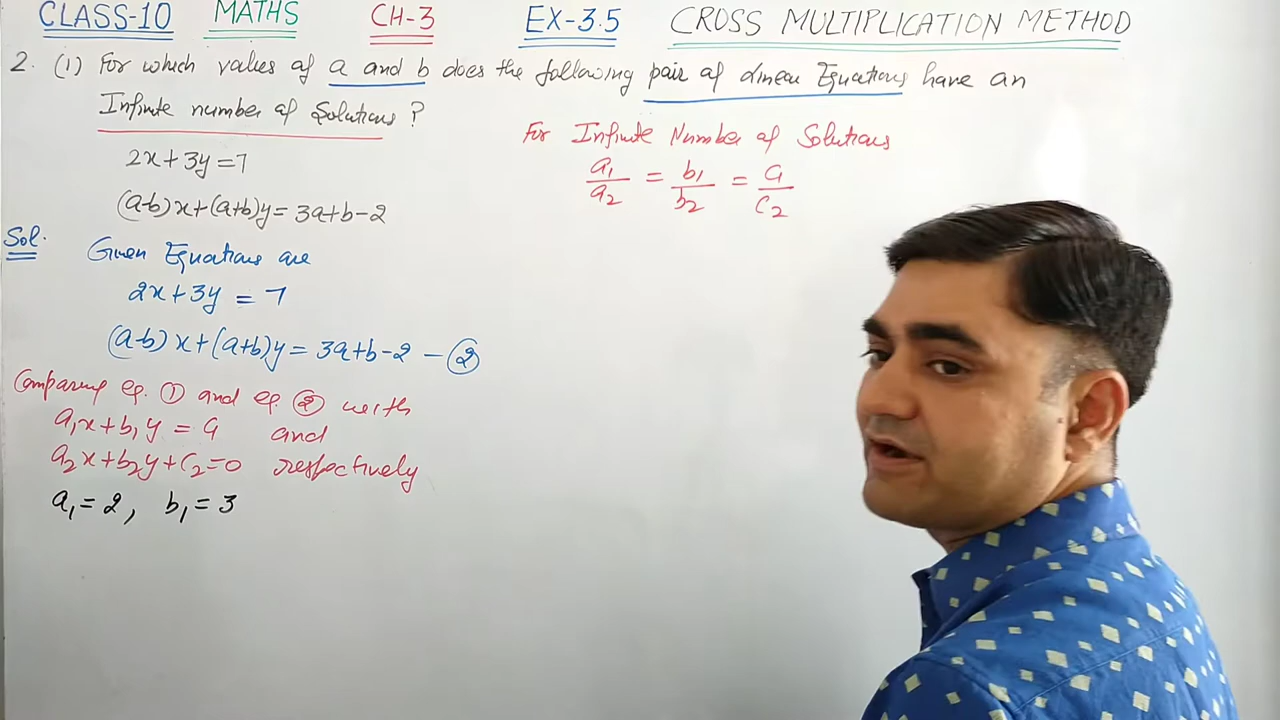 CLASS-10 MATHS CH-3 EX-3.5 CROSS MULTIPLICATION METHOD
2. (i) For which values of a and b does the following pair of Linear Equations have an
Infinite number of Solutions ?
2x+3y=7
(a-b)x+(a+b)y=3a+b-2
For Infinite Number of Solutions
a₁/a₂ = b₁/b₂ = c₁/c₂
Sol.
Given Equations are
2x+3y = 7
(a-b)x+(a+b)y=3a+b-2 -②
Comparing eq. ① and eq. ② with
a₁x+b₁y = c₁ and
a₂x+b₂y+c₂=0 respectively
a₁=2, b₁=3